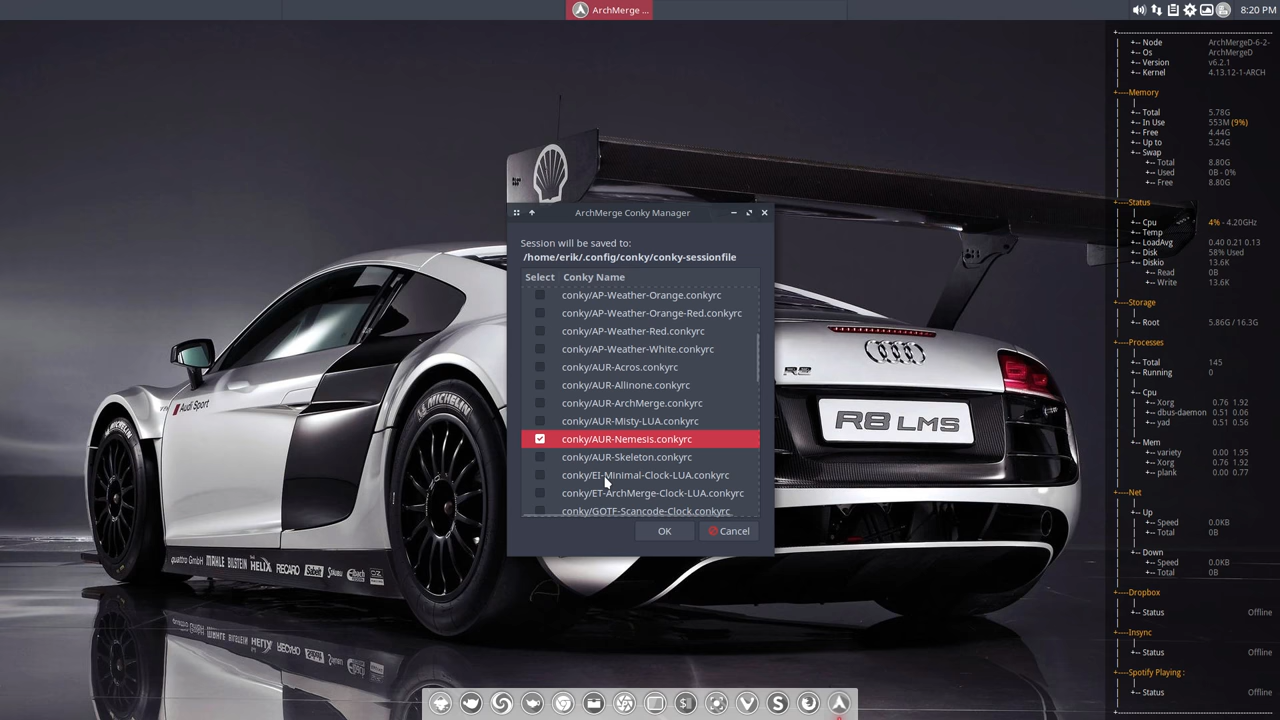 ArchMerge ...
8:20 PM
ArchMerge Conky Manager
Session will be saved to:
/home/erik/.config/conky/conky-sessionfile
Select Conky Name
conky/AP-Weather-Orange.conkyrc
conky/AP-Weather-Orange-Red.conkyrc
conky/AP-Weather-Red.conkyrc
conky/AP-Weather-White.conkyrc
conky/AUR-Acros.conkyrc
conky/AUR-Allinone.conkyrc
conky/AUR-ArchMerge.conkyrc
conky/AUR-Misty-LUA.conkyrc
conky/AUR-Nemesis.conkyrc
conky/AUR-Skeleton.conkyrc
conky/EI-Minimal-Clock-LUA.conkyrc
conky/ET-ArchMerge-Clock-LUA.conkyrc
conky/GOTF-Scancode-Clock.conkyrc
OK Cancel
Audi Sport
MICHELIN
MICHELIN
quattro GmbH MAHLE BILSTEIN HELIX RECARO
R8
R8 LMS
Node ArchMergeD-6-2-
Os ArchMergeD
Version v6.2.1
Kernel 4.13.12-1-ARCH
Memory
Total 5.78G
In Use 553M (9%)
Free 4.44G
Up to 5.24G
Swap
Total 8.80G
Used 0B - 0%
Free 8.80G
Status
Cpu 4% - 4.20GHz
Temp
LoadAvg 0.40 0.21 0.13
Disk 58% Used
Diskio 13.6K
Read 0B
Write 13.6K
Storage
Root 5.86G / 16.3G
Processes
Total 145
Running 0
Cpu
Xorg 0.76 1.92
dbus-daemon 0.51 0.06
yad 0.51 0.56
Mem
variety 0.00 1.95
Xorg 0.76 1.92
plank 0.00 0.77
Net
Up
Speed 0.0KB
Total 0B
Down
Speed 0.0KB
Total 0B
Dropbox
Status Offline
Insync
Status Offline
Spotify Playing :
Status Offline